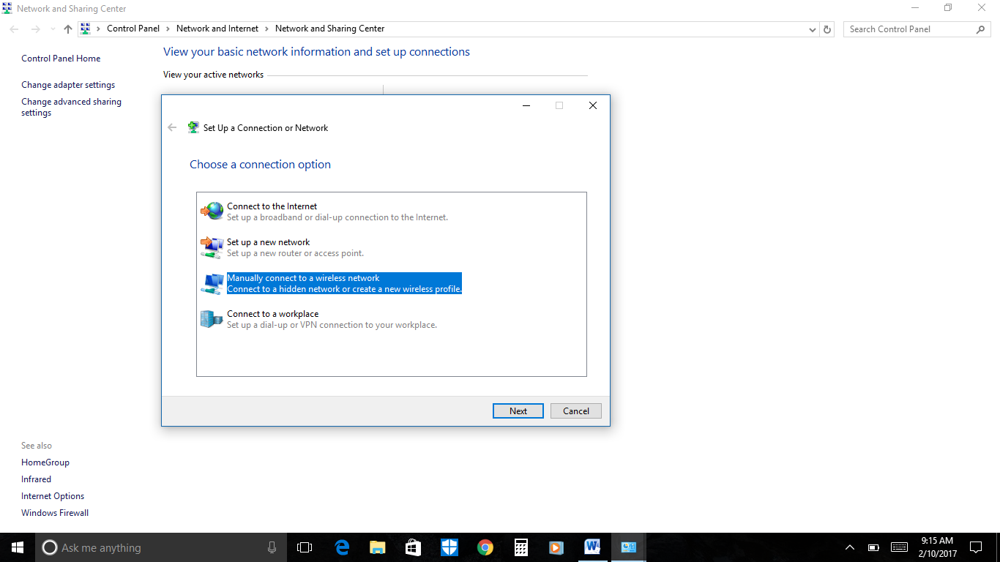 Network and Sharing Center
Control Panel > Network and Internet > Network and Sharing Center
Search Control Panel
Control Panel Home
Change adapter settings
Change advanced sharing
settings
View your basic network information and set up connections
View your active networks
Set Up a Connection or Network
Choose a connection option
Connect to the Internet
Set up a broadband or dial-up connection to the Internet.
Set up a new network
Set up a new router or access point.
Manually connect to a wireless network
Connect to a hidden network or create a new wireless profile.
Connect to a workplace
Set up a dial-up or VPN connection to your workplace.
Next
Cancel
See also
HomeGroup
Infrared
Internet Options
Windows Firewall
Ask me anything
9:15 AM
2/10/2017